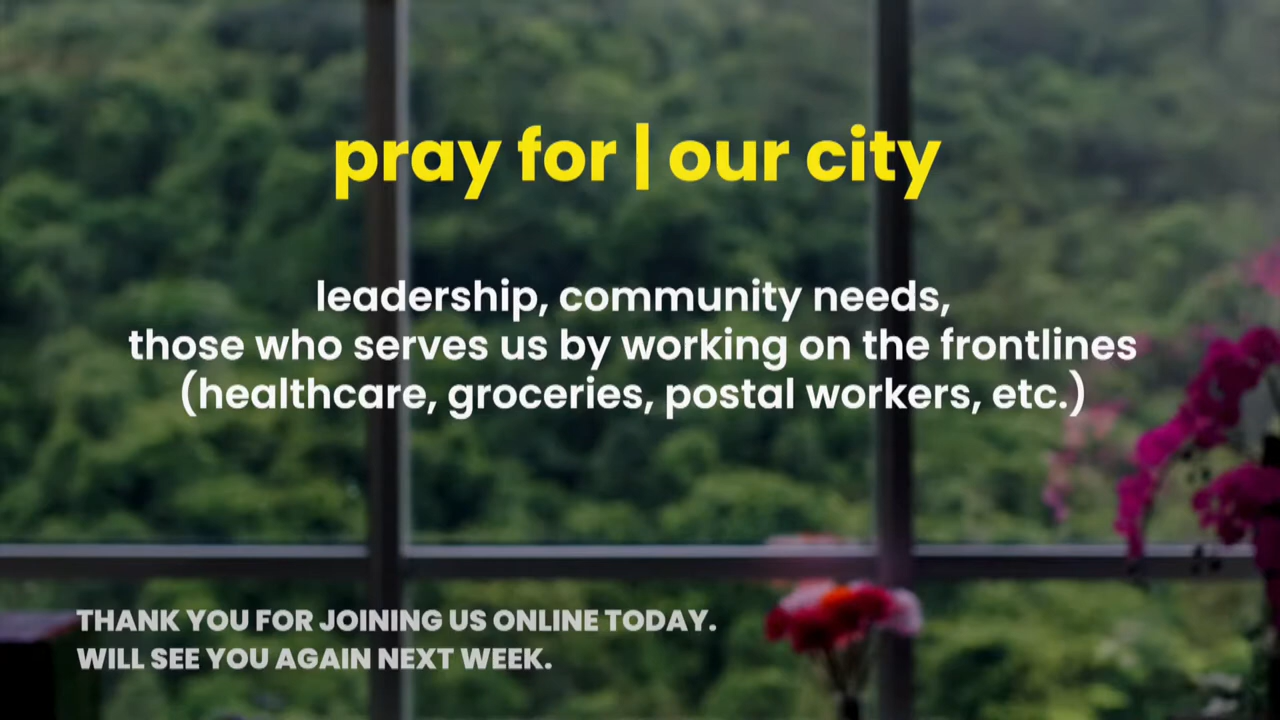 pray for | our city
leadership, community needs,
those who serves us by working on the frontlines
(healthcare, groceries, postal workers, etc.)
THANK YOU FOR JOINING US ONLINE TODAY.
WILL SEE YOU AGAIN NEXT WEEK.